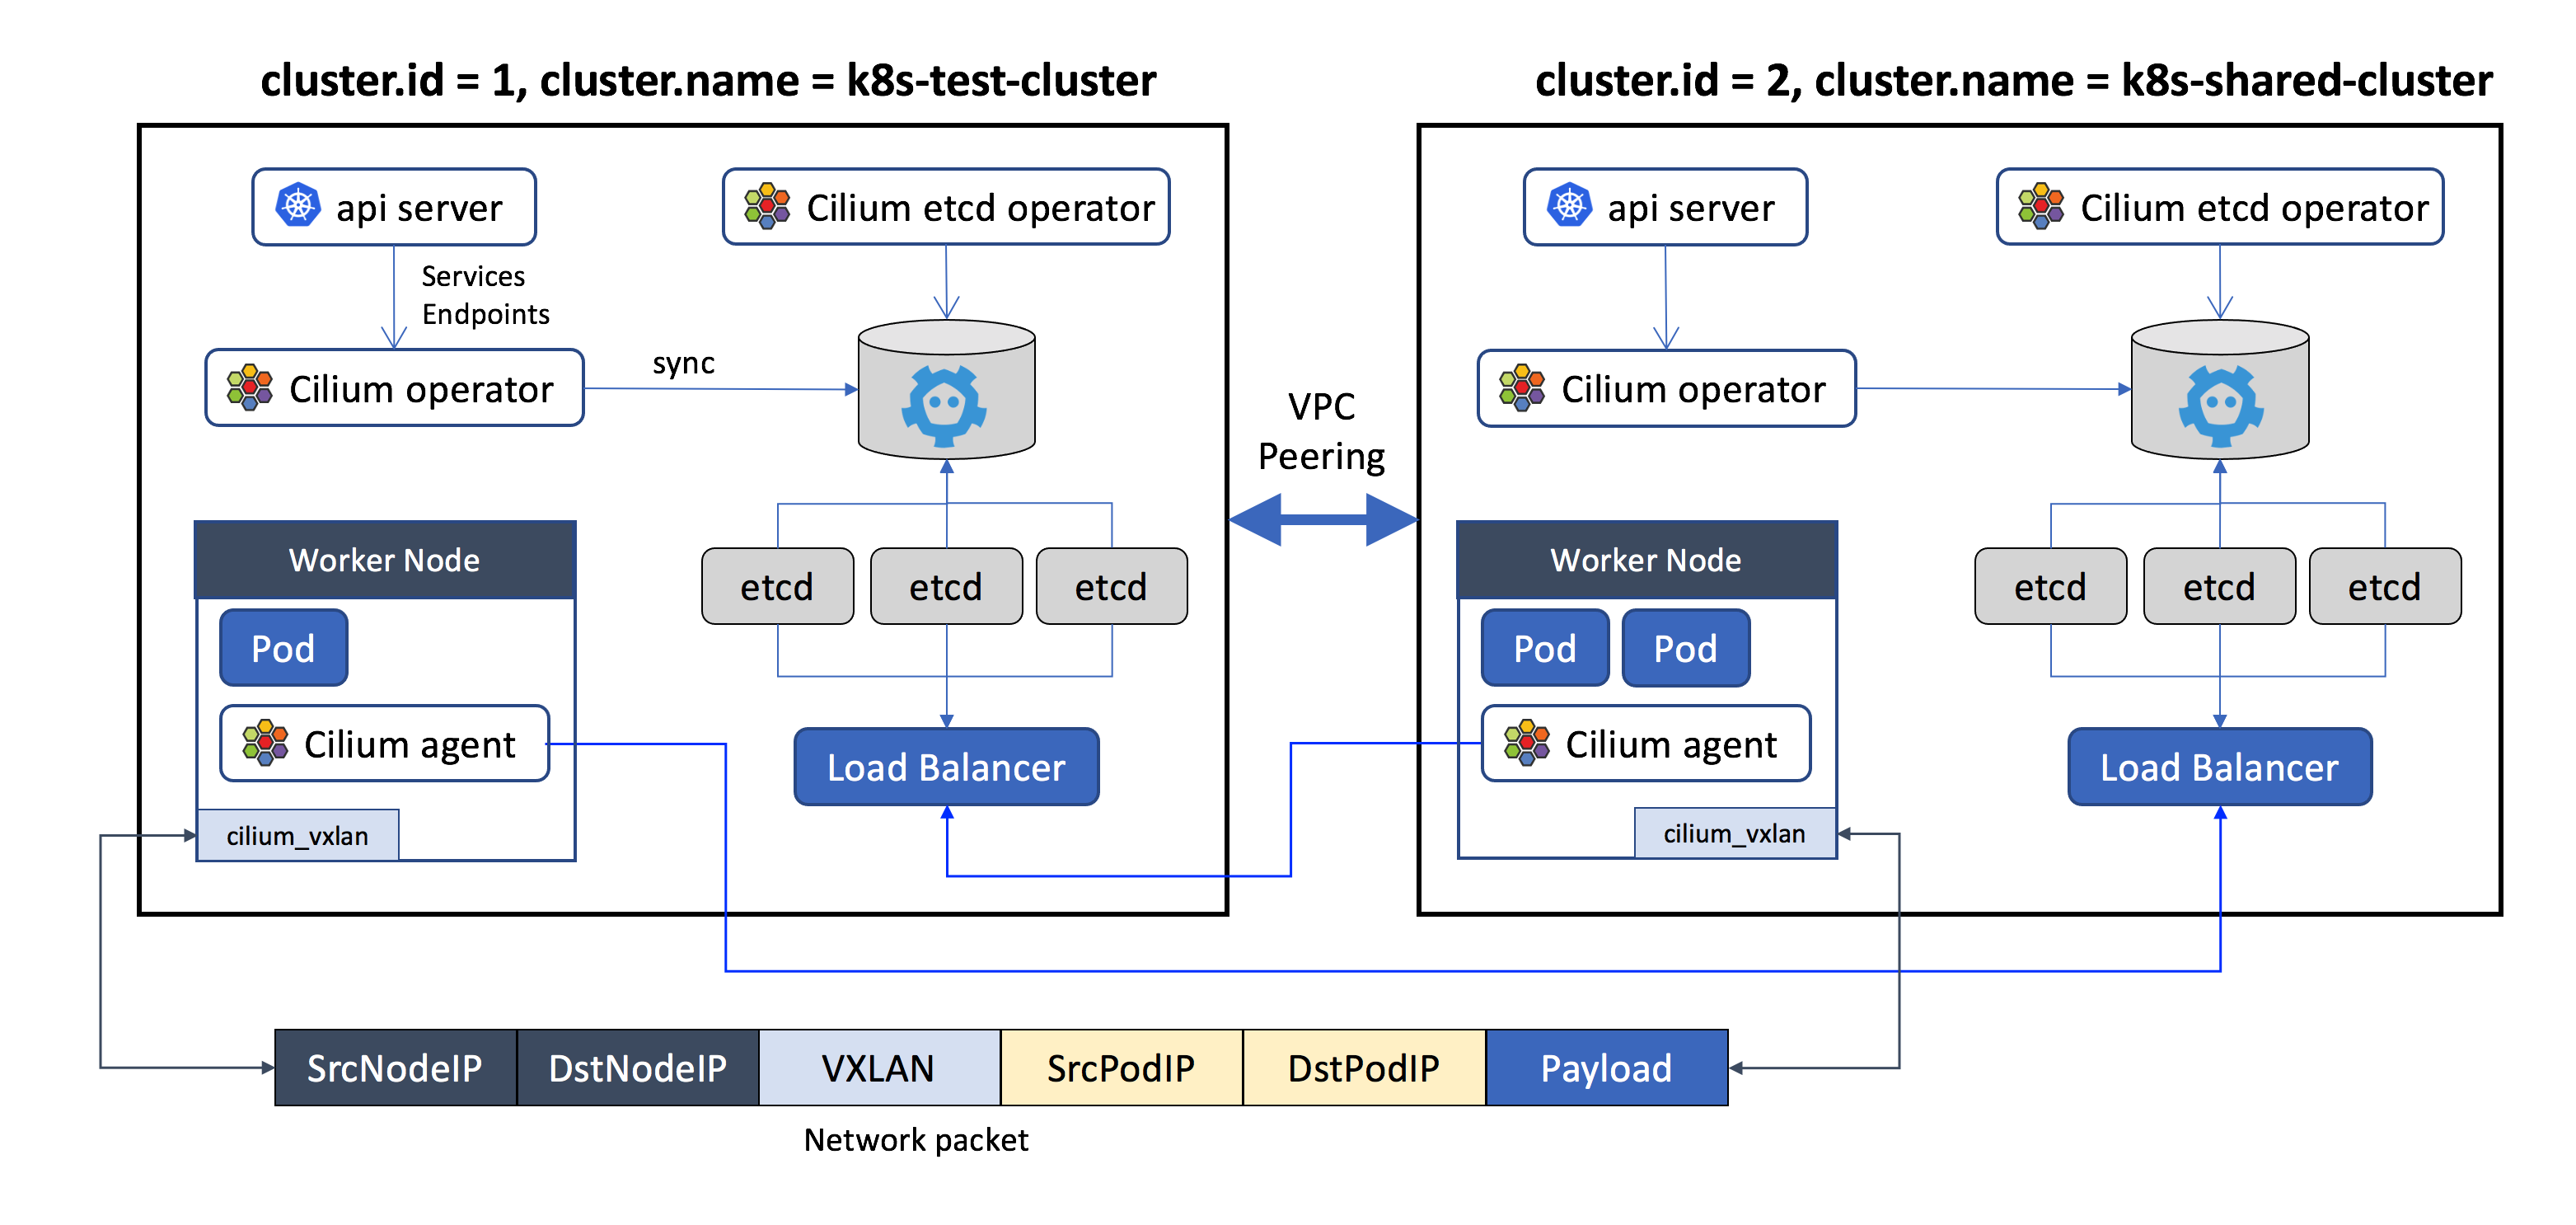 cluster.id = 1, cluster.name = k8s-test-cluster
cluster.id = 2, cluster.name = k8s-shared-cluster
api server
Cilium etcd operator
Services
Endpoints
Cilium operator
sync
Worker Node
Pod
Cilium agent
cilium_vxlan
etcd
etcd
etcd
Load Balancer
VPC
Peering
api server
Cilium etcd operator
Cilium operator
Worker Node
Pod
Pod
Cilium agent
cilium_vxlan
etcd
etcd
etcd
Load Balancer
SrcNodeIP
DstNodeIP
VXLAN
SrcPodIP
DstPodIP
Payload
Network packet